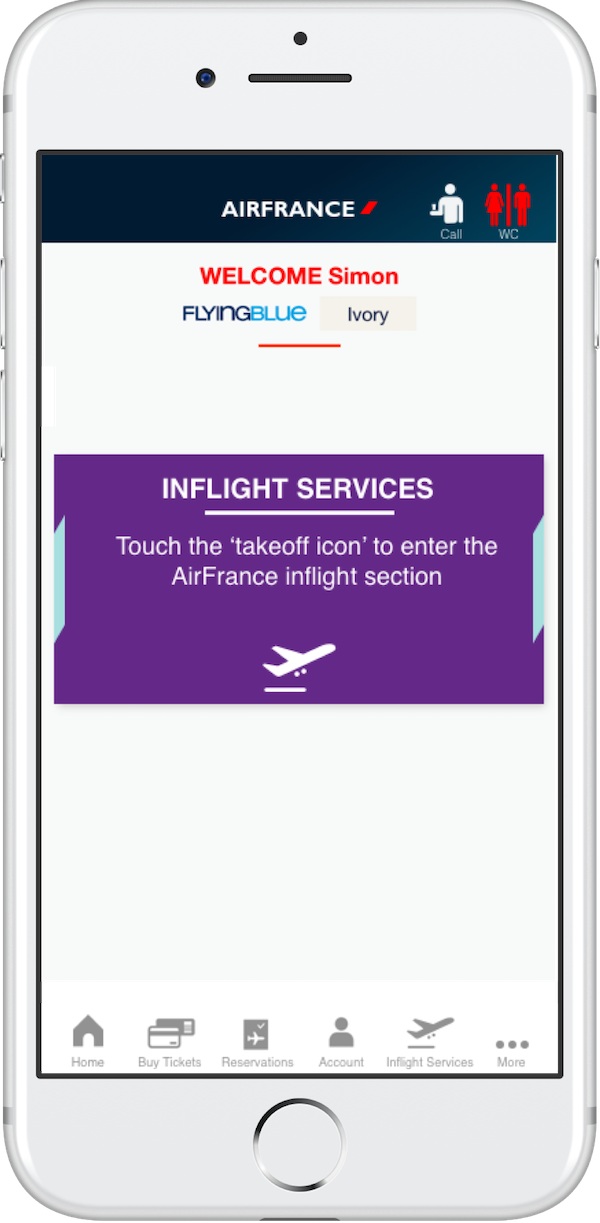 AIRFRANCE
Call
WC
WELCOME Simon
FLYINGBLUE Ivory
INFLIGHT SERVICES
Touch the ‘takeoff icon’ to enter the
AirFrance inflight section
Home Buy Tickets Reservations Account Inflight Services More